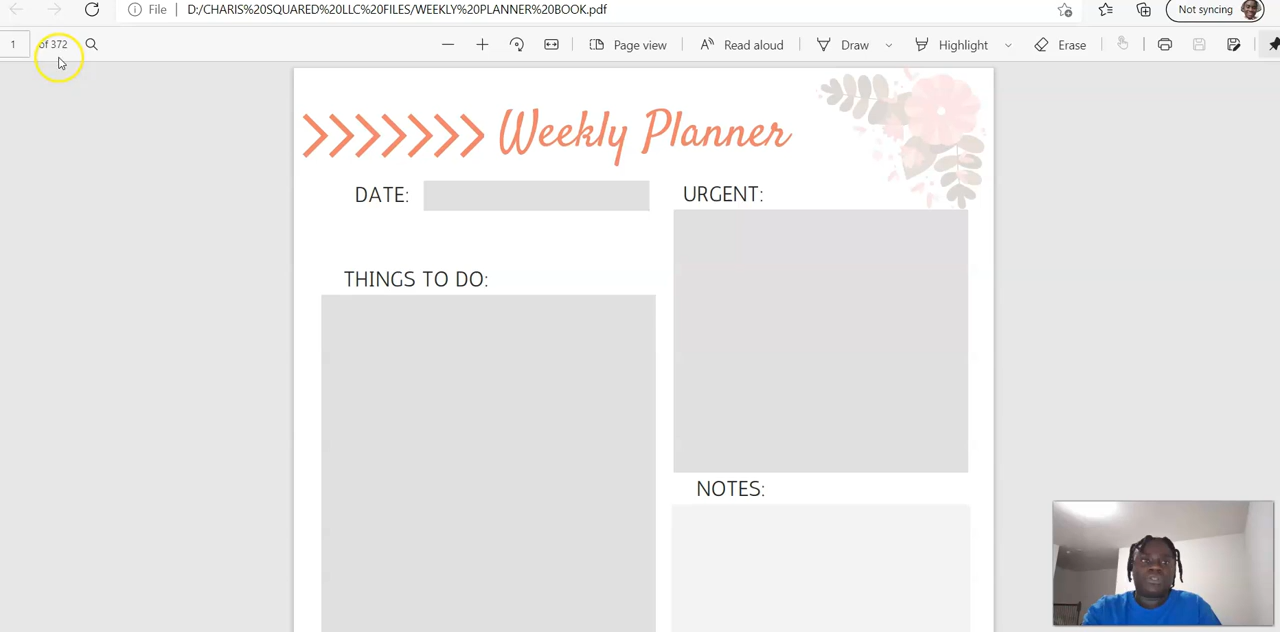 File D:/CHARIS%20SQUARED%20LLC%20FILES/WEEKLY%20PLANNER%20BOOK.pdf Not syncing
1 of 372 Page view Read aloud Draw Highlight Erase
Weekly Planner
DATE: URGENT:
THINGS TO DO:
NOTES: